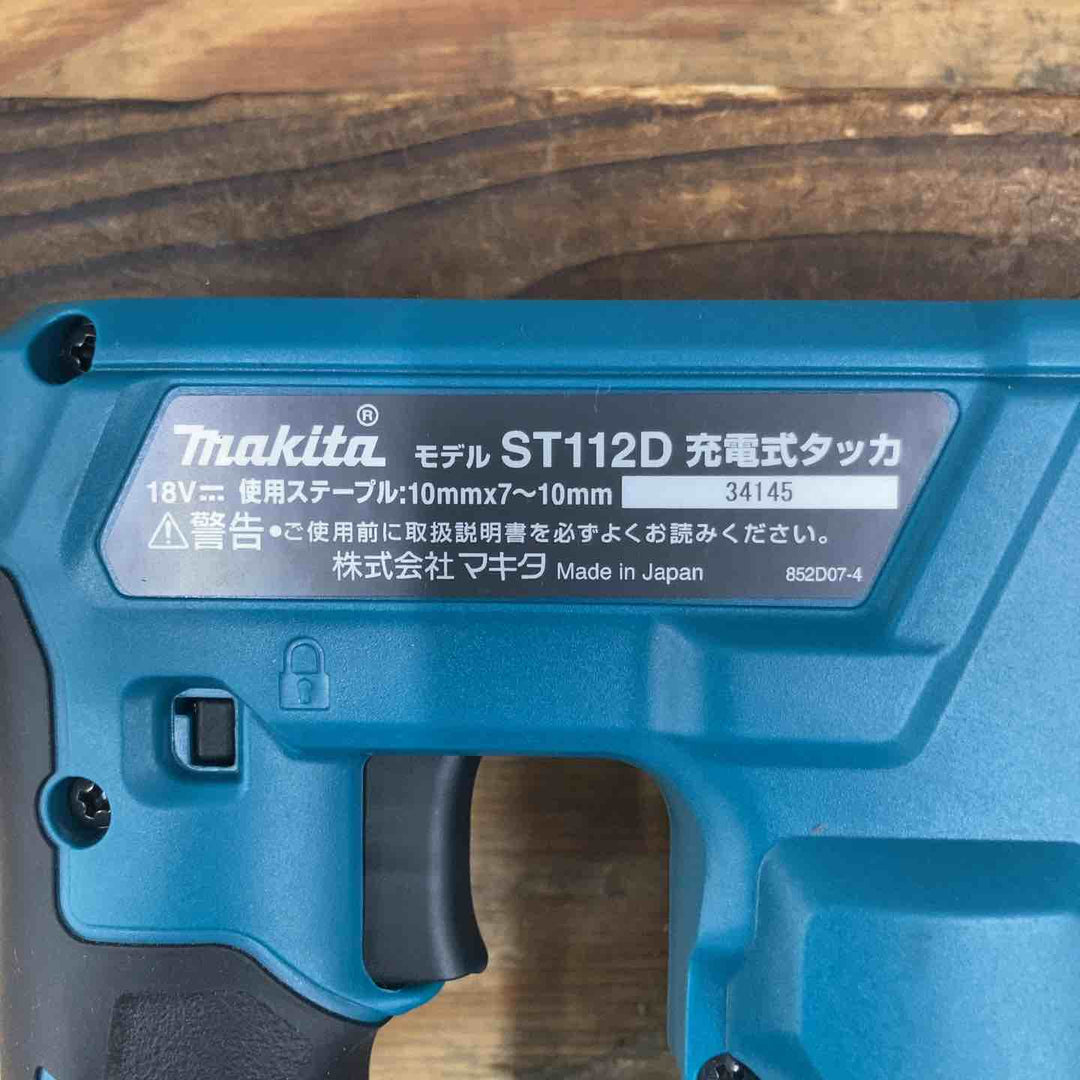 makita® モデル ST112D 充電式タッカ
18V⎓ 使用ステープル:10mmx7～10mm 34145
⚠警告 •ご使用前に取扱説明書を必ずよくお読みください。
株式会社マキタ Made in Japan 852D07-4